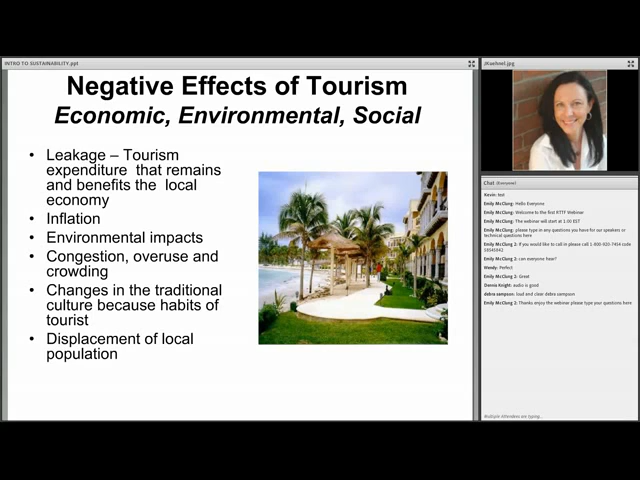 INTRO TO SUSTAINABILITY.ppt
Negative Effects of Tourism
Economic, Environmental, Social
• Leakage – Tourism
expenditure that remains
and benefits the local
economy
• Inflation
• Environmental impacts
• Congestion, overuse and
crowding
• Changes in the traditional
culture because habits of
tourist
• Displacement of local
population
JKuehnel.jpg
Chat (Everyone)
Kevin: test
Emily McClung: Hello Everyone
Emily McClung: Welcome to the first RTTF Webinar
Emily McClung: The webinar will start at 1:00 EST
Emily McClung: please type in any questions you have for our speakers or
technical questions here
Emily McClung 2: if you would like to call in please call 1-800-920-7454 code
Emily McClung 2: can everyone hear?
Wendy: Perfect
Emily McClung 2: Great
Dennis Knight: audio is good
debra sampson: loud and clear debra sampson
Emily McClung 2: Thanks enjoy the webinar please type your questions here
Multiple Attendees are typing...